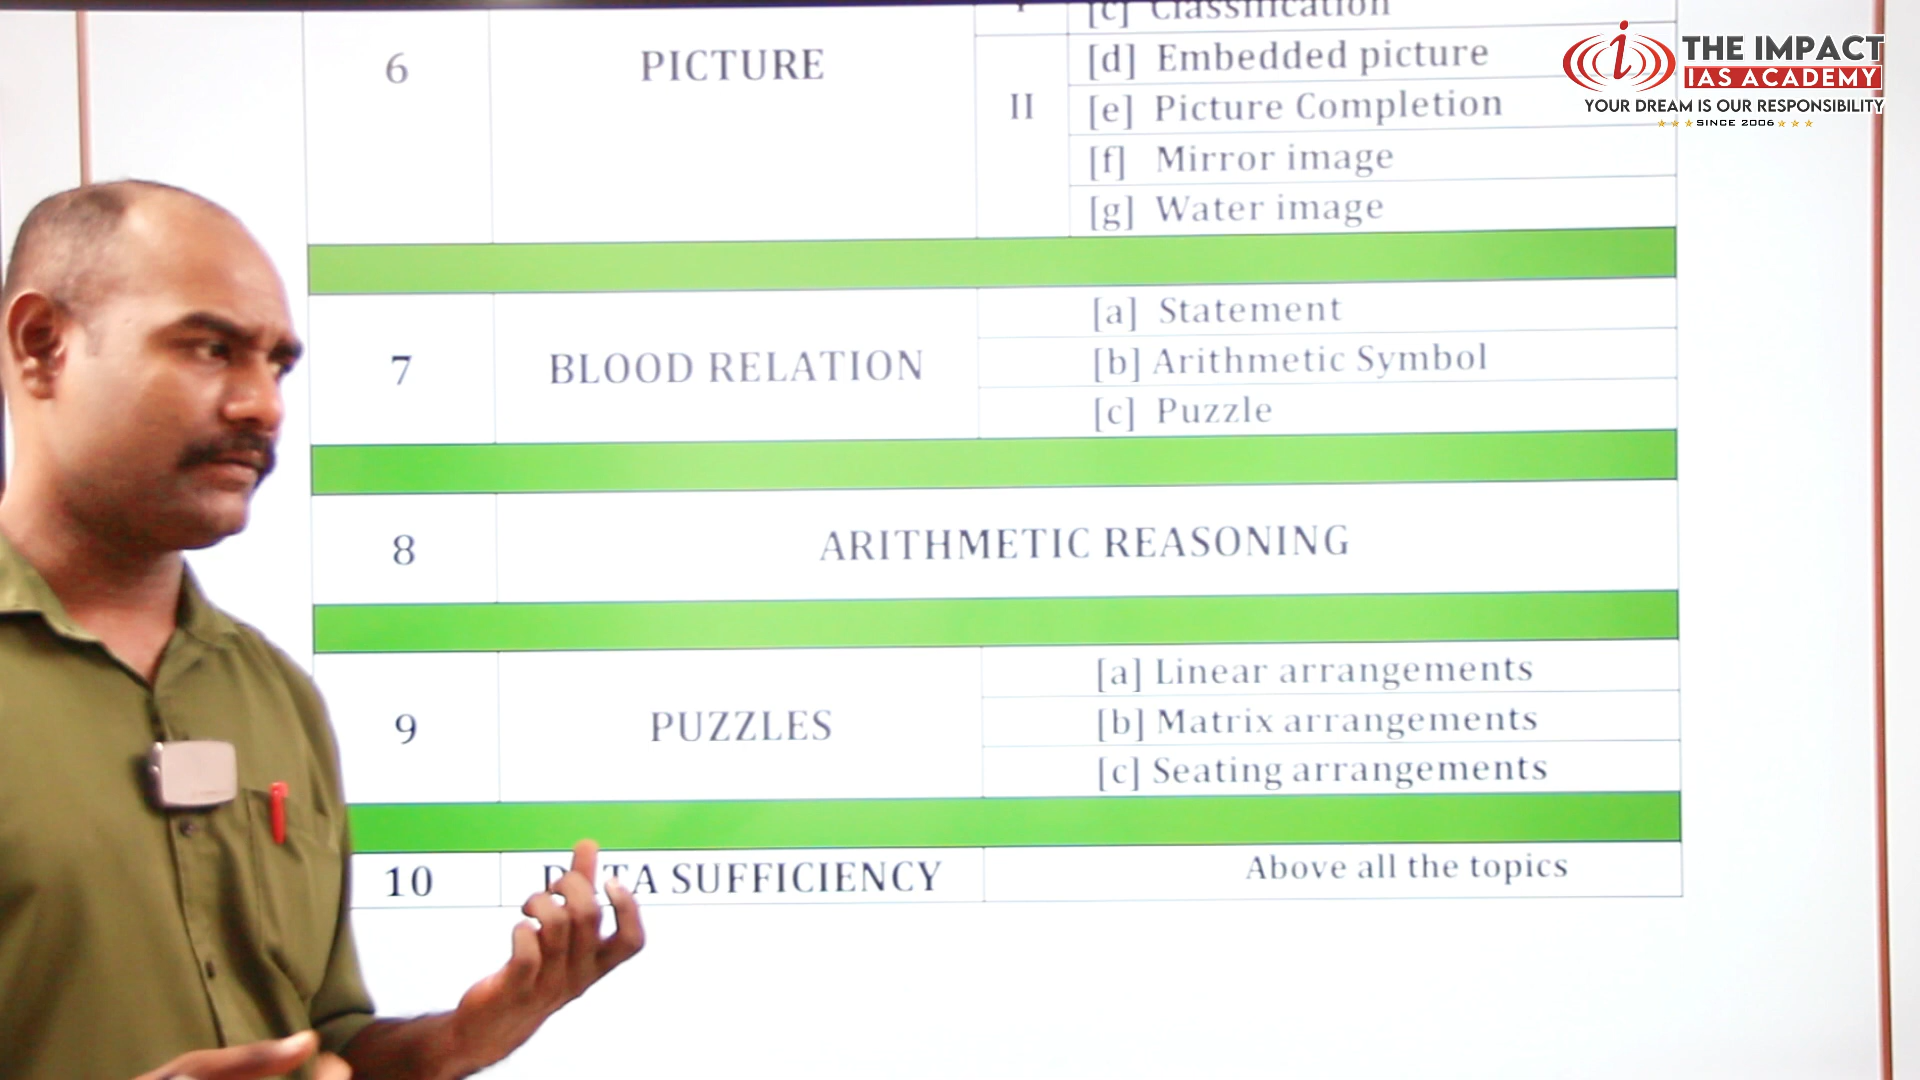 [c] Classification
6 PICTURE
[d] Embedded picture
II
[e] Picture Completion
[f] Mirror image
[g] Water image
7 BLOOD RELATION
[a] Statement
[b] Arithmetic Symbol
[c] Puzzle
8 ARITHMETIC REASONING
9 PUZZLES
[a] Linear arrangements
[b] Matrix arrangements
[c] Seating arrangements
10 DATA SUFFICIENCY Above all the topics
i THE IMPACT
IAS ACADEMY
YOUR DREAM IS OUR RESPONSIBILITY
SINCE 2006